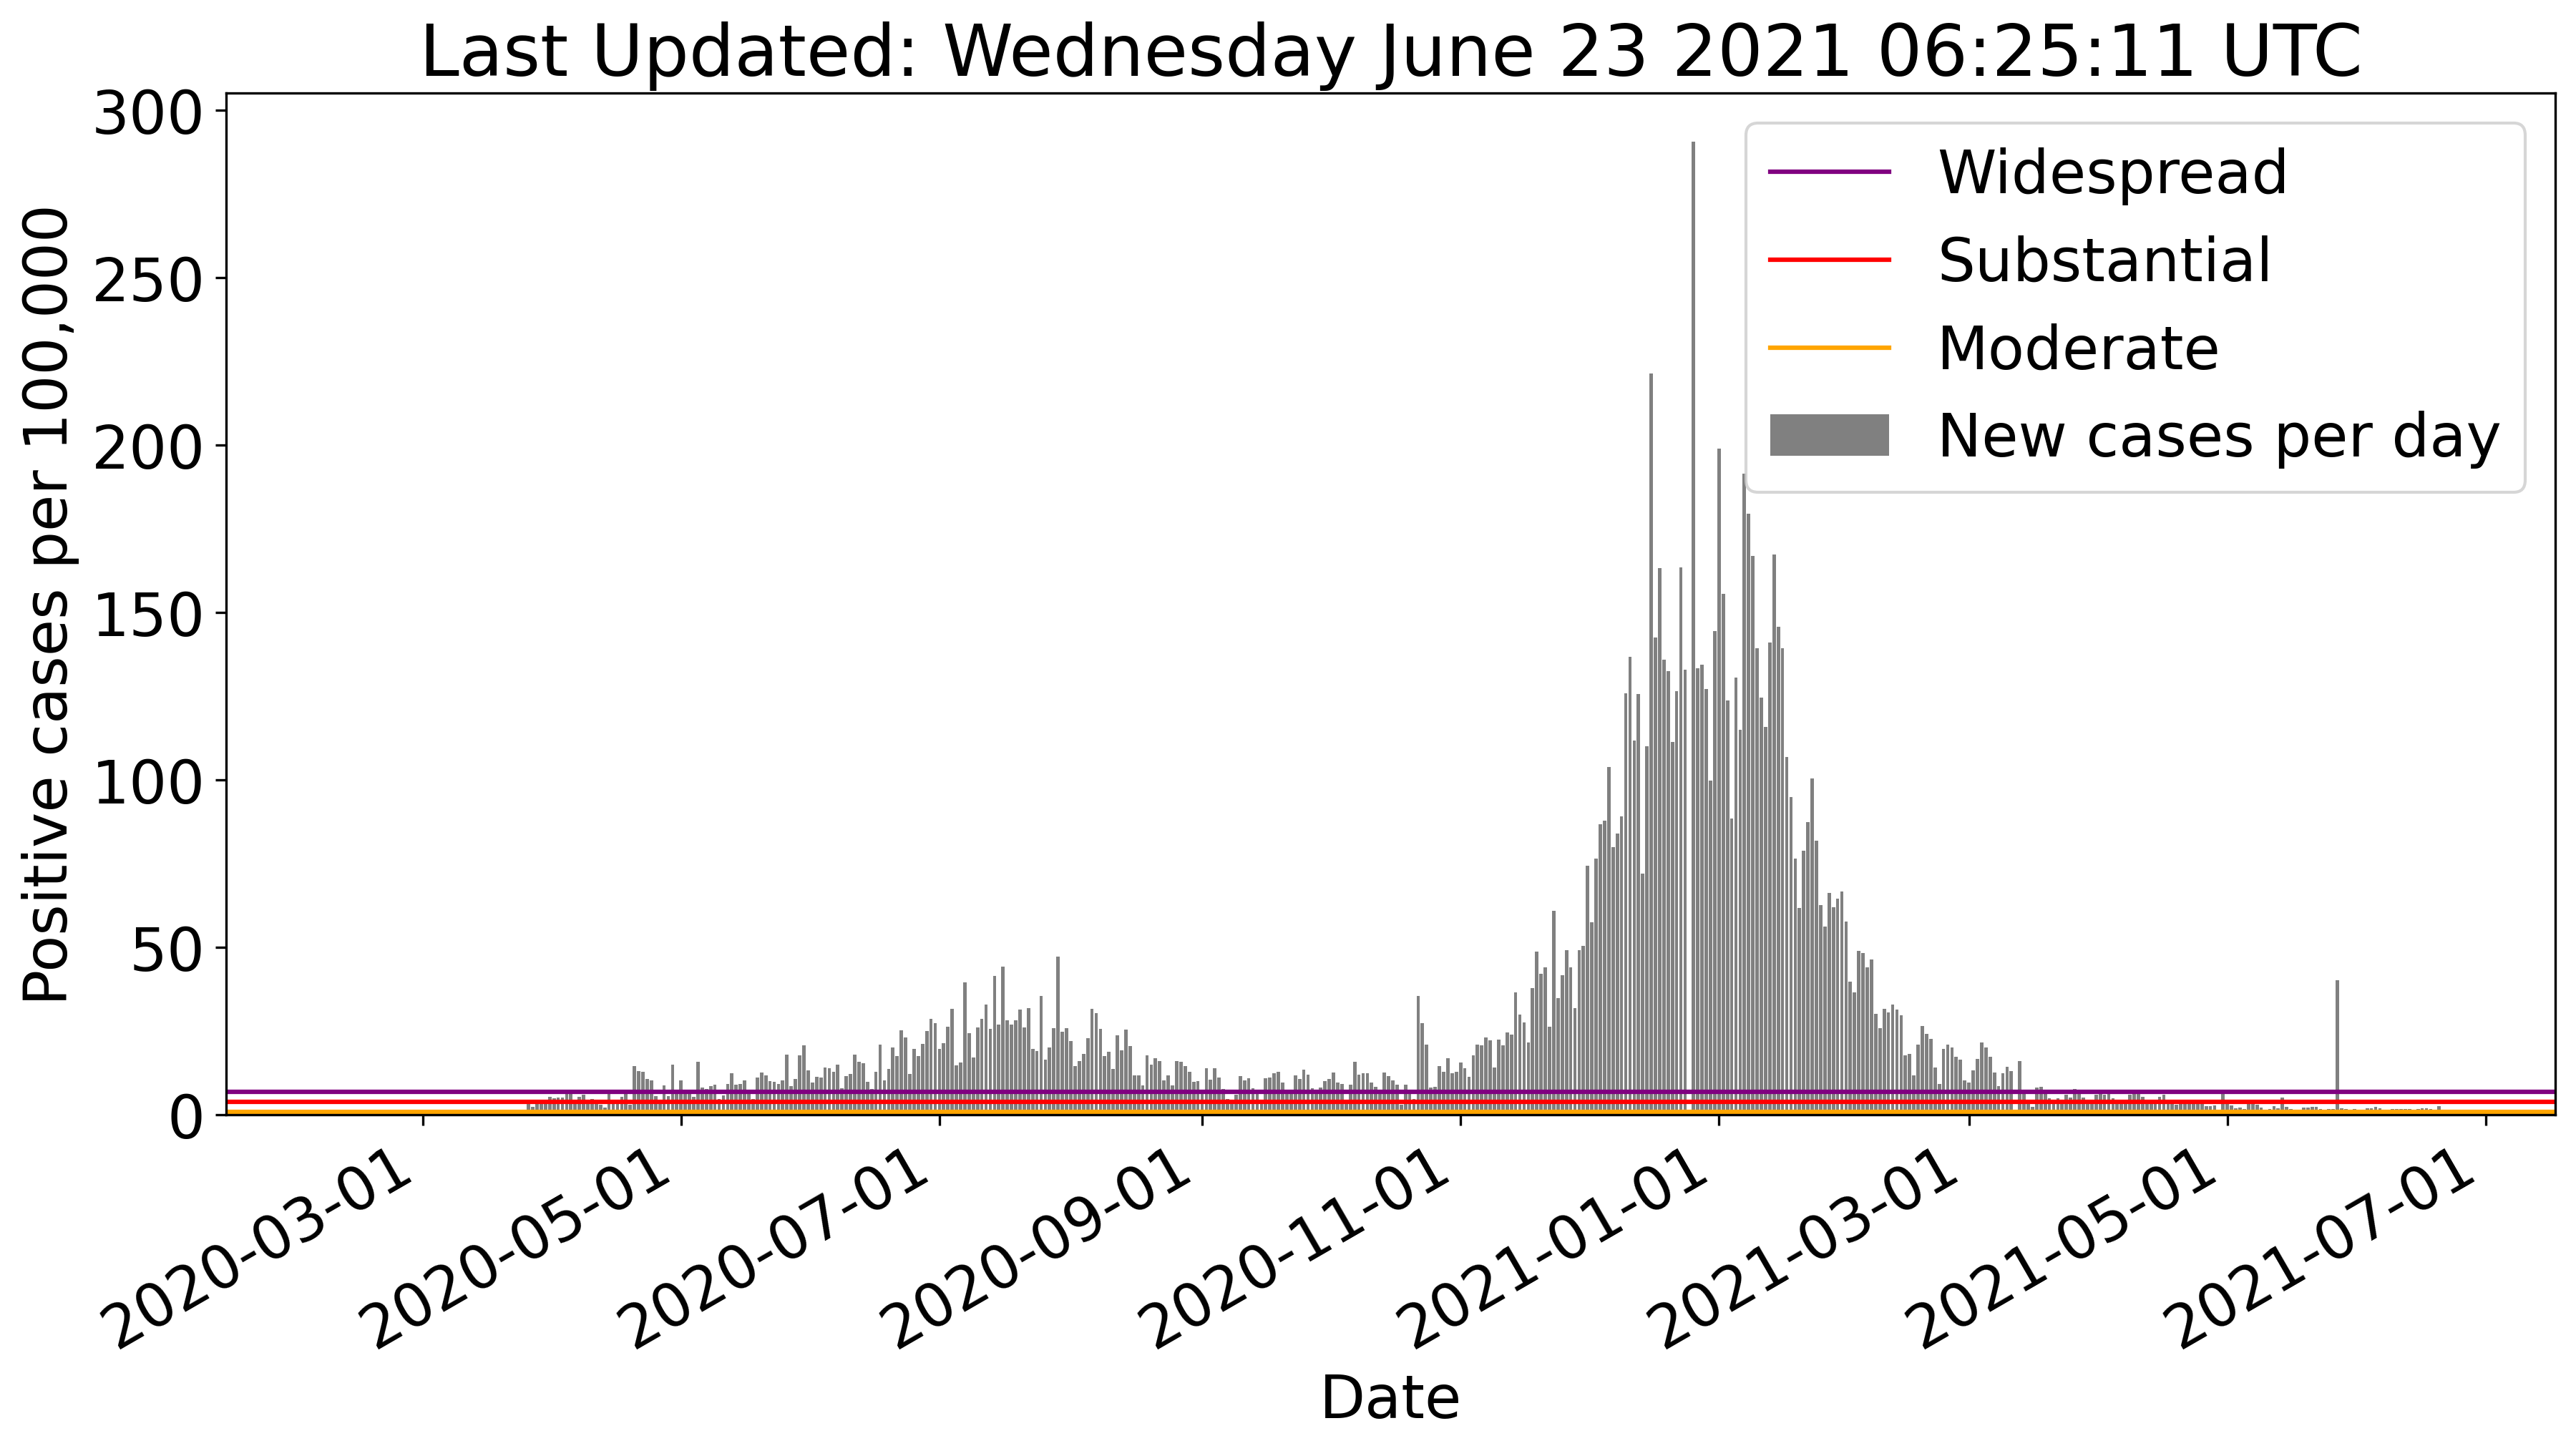 Last Updated: Wednesday June 23 2021 06:25:11 UTC
Positive cases per 100,000
300
250
200
150
100
50
0
Widespread
Substantial
Moderate
New cases per day
2020-03-01
2020-05-01
2020-07-01
2020-09-01
2020-11-01
2021-01-01
2021-03-01
2021-05-01
2021-07-01
Date